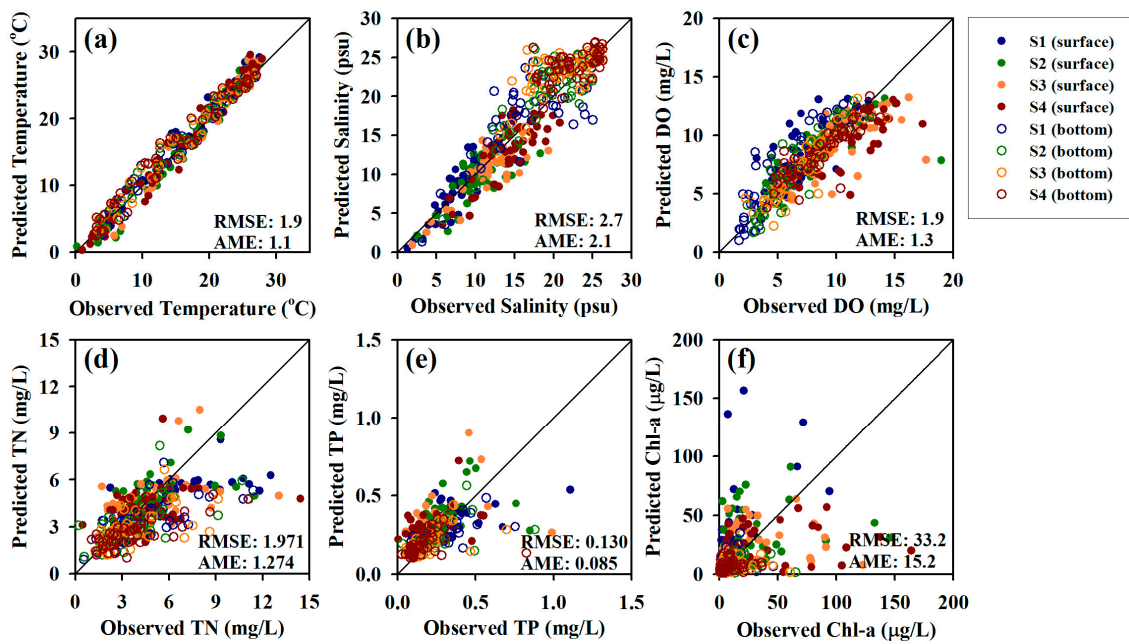 (a)
Predicted Temperature (°C)
30
20
10
0
0
10
20
30
RMSE: 1.9
AME: 1.1
Observed Temperature (°C)
(b)
Predicted Salinity (psu)
30
25
20
15
10
5
0
0
5
10
15
20
25
30
RMSE: 2.7
AME: 2.1
Observed Salinity (psu)
(c)
Predicted DO (mg/L)
20
15
10
5
0
0
5
10
15
20
RMSE: 1.9
AME: 1.3
Observed DO (mg/L)
S1 (surface)
S2 (surface)
S3 (surface)
S4 (surface)
S1 (bottom)
S2 (bottom)
S3 (bottom)
S4 (bottom)
(d)
Predicted TN (mg/L)
15
12
9
6
3
0
0
3
6
9
12
15
RMSE: 1.971
AME: 1.274
Observed TN (mg/L)
(e)
Predicted TP (mg/L)
1.5
1.0
0.5
0.0
0.0
0.5
1.0
1.5
RMSE: 0.130
AME: 0.085
Observed TP (mg/L)
(f)
Predicted Chl-a (µg/L)
200
150
100
50
0
0
50
100
150
200
RMSE: 33.2
AME: 15.2
Observed Chl-a (µg/L)